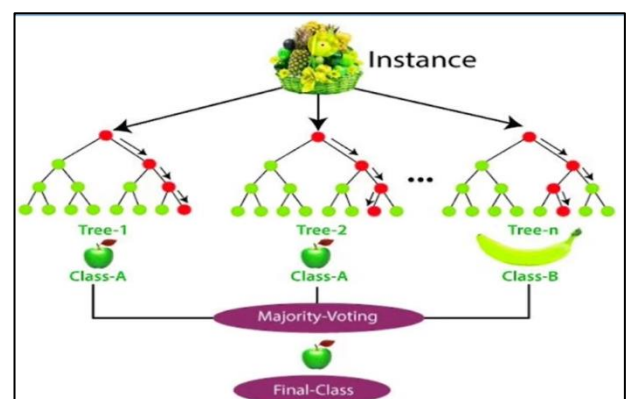 Instance
...
Tree-1
Tree-2
Tree-n
Class-A
Class-A
Class-B
Majority-Voting
Final-Class